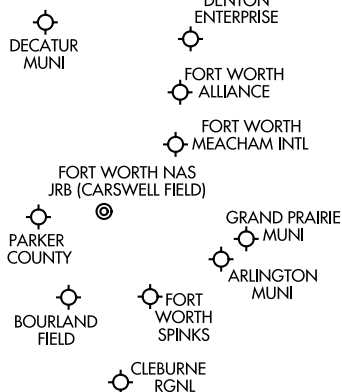 DENTON
ENTERPRISE
DECATUR
MUNI
FORT WORTH
ALLIANCE
FORT WORTH
MEACHAM INTL
FORT WORTH NAS
JRB (CARSWELL FIELD)
PARKER
COUNTY
GRAND PRAIRIE
MUNI
ARLINGTON
MUNI
BOURLAND
FIELD
FORT
WORTH
SPINKS
CLEBURNE
RGNL